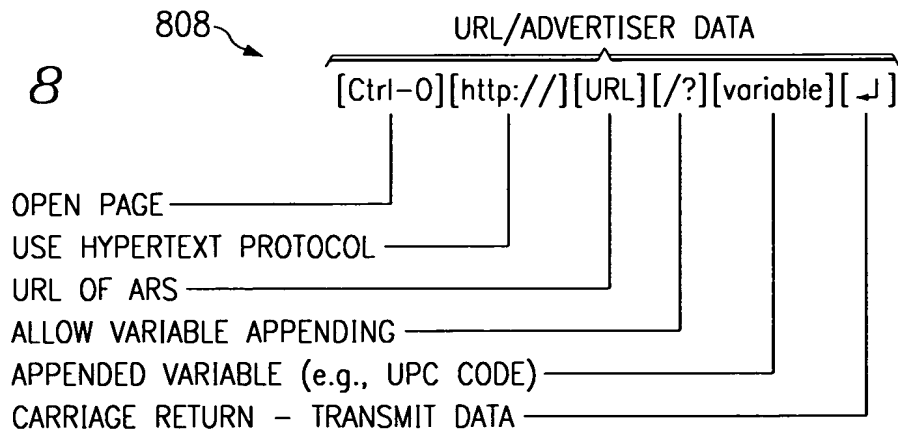 808
URL/ADVERTISER DATA
8
[Ctrl-O][http://][URL][/?][variable][↵]
OPEN PAGE
USE HYPERTEXT PROTOCOL
URL OF ARS
ALLOW VARIABLE APPENDING
APPENDED VARIABLE (e.g., UPC CODE)
CARRIAGE RETURN - TRANSMIT DATA